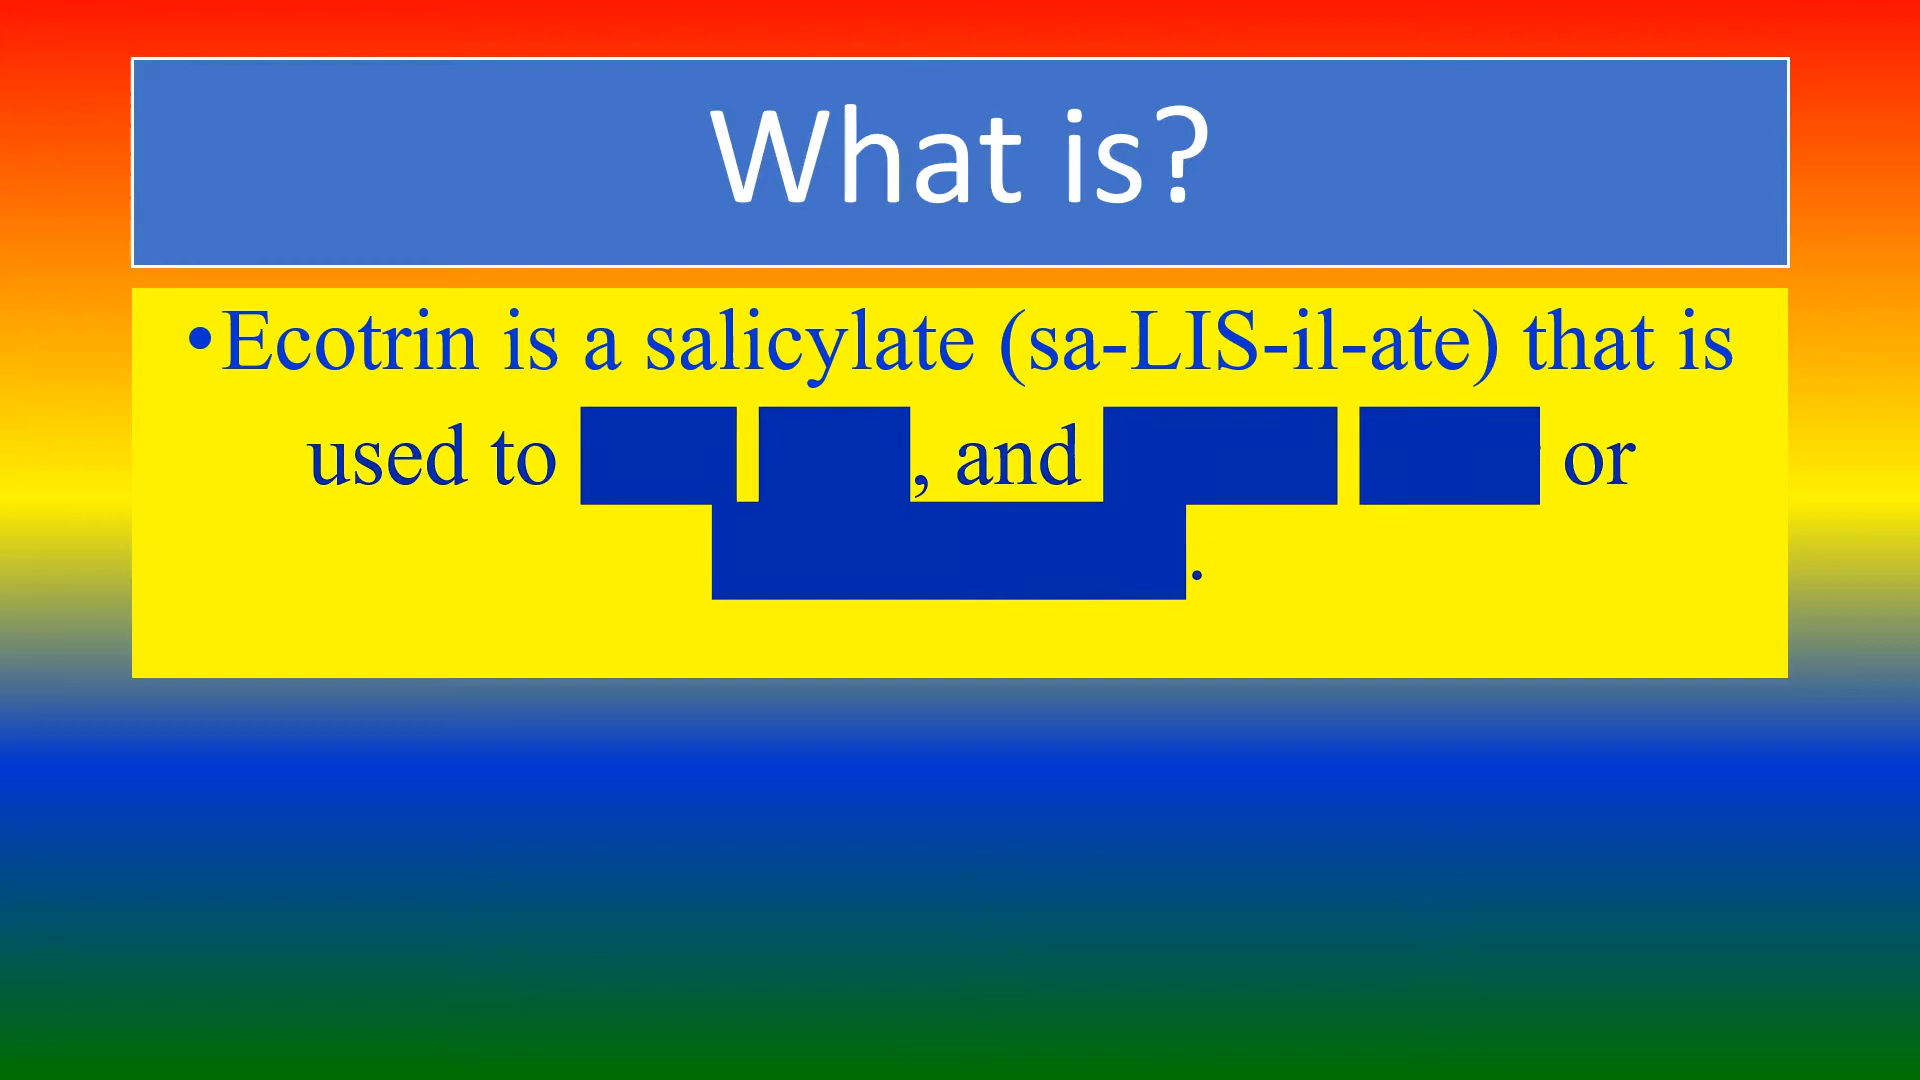 What is?
•Ecotrin is a salicylate (sa-LIS-il-ate) that is
used to , and or
.